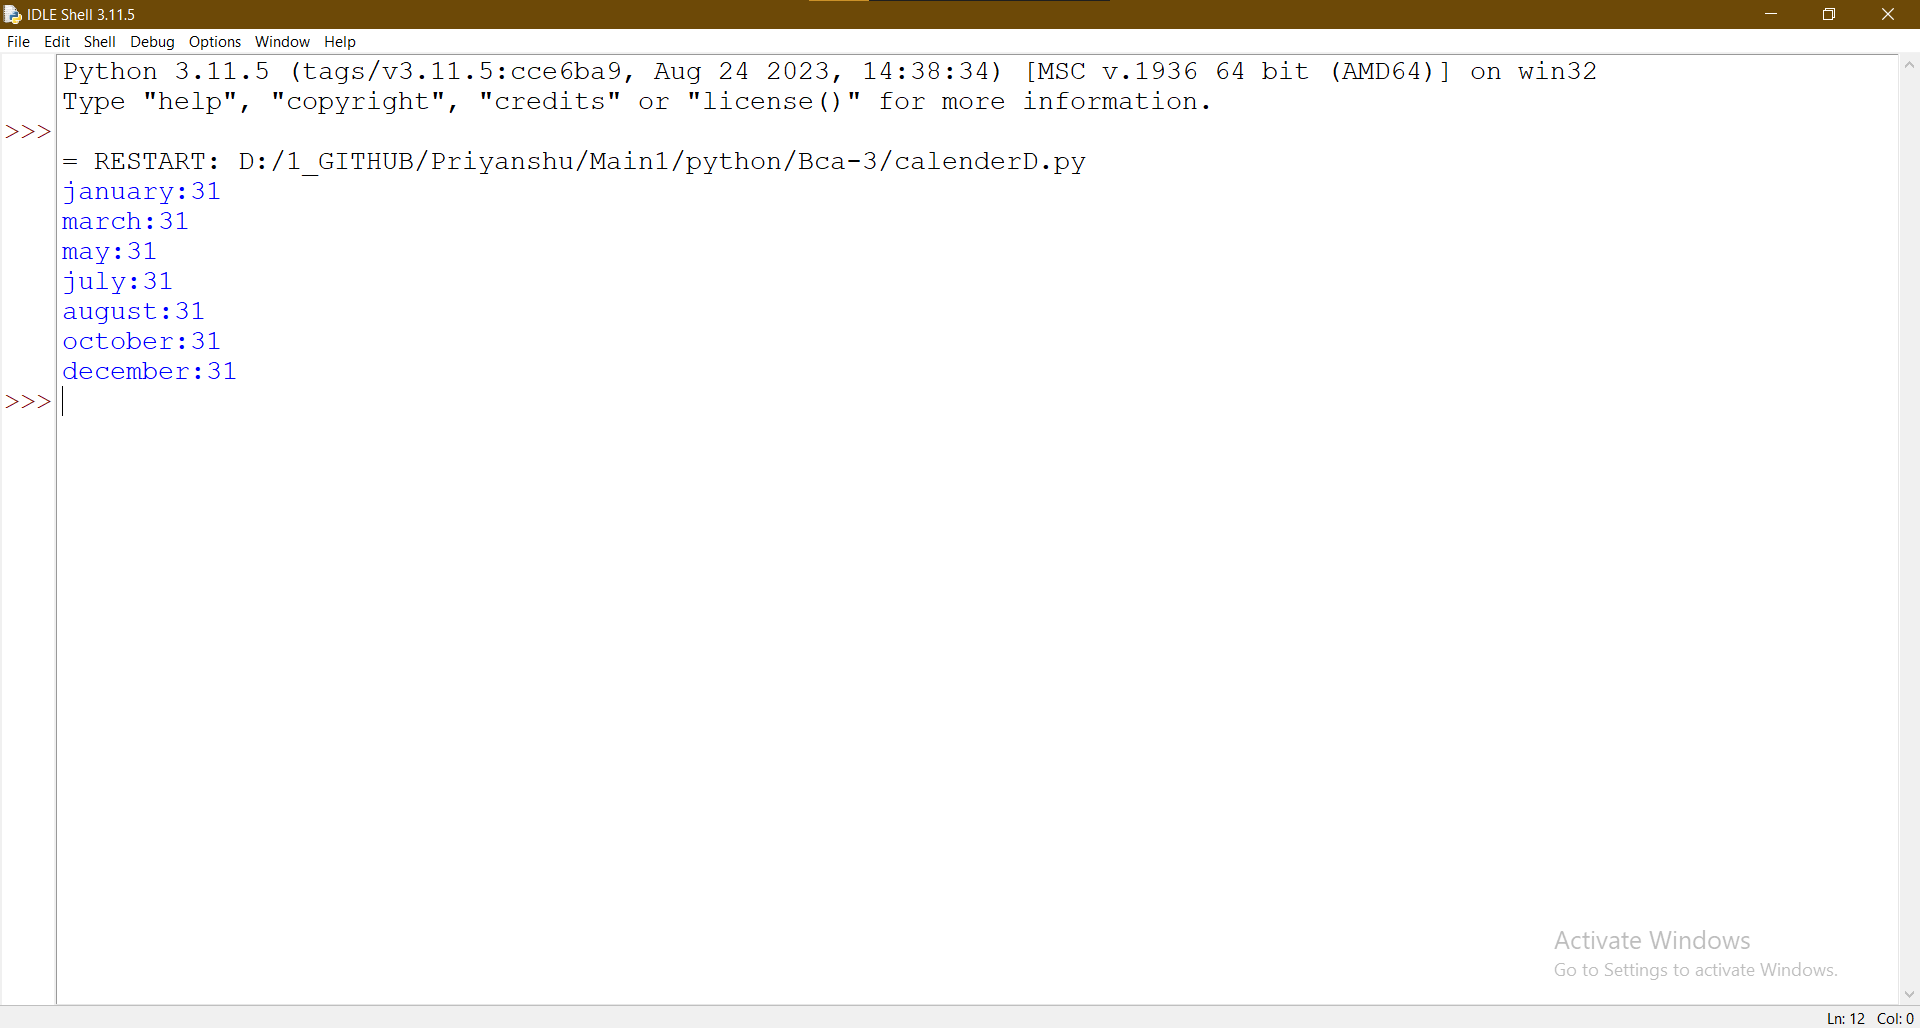 IDLE Shell 3.11.5
File Edit Shell Debug Options Window Help
Python 3.11.5 (tags/v3.11.5:cce6ba9, Aug 24 2023, 14:38:34) [MSC v.1936 64 bit (AMD64)] on win32
Type "help", "copyright", "credits" or "license()" for more information.
>>>
= RESTART: D:/1_GITHUB/Priyanshu/Main1/python/Bca-3/calenderD.py
january:31
march:31
may:31
july:31
august:31
october:31
december:31
>>>
Activate Windows
Go to Settings to activate Windows.
Ln: 12 Col: 0